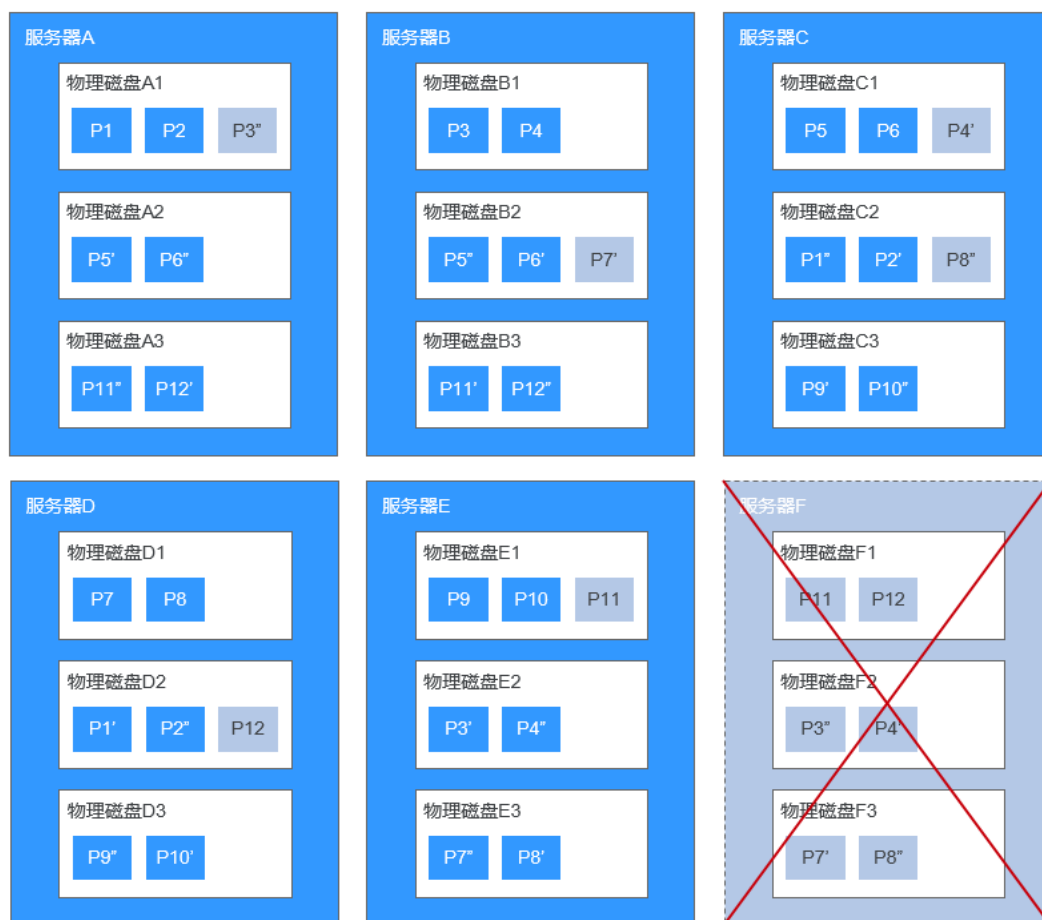 服务器A
物理磁盘A1
P1 P2 P3”
物理磁盘A2
P5’ P6”
物理磁盘A3
P11” P12’
服务器B
物理磁盘B1
P3 P4
物理磁盘B2
P5” P6’ P7’
物理磁盘B3
P11’ P12”
服务器C
物理磁盘C1
P5 P6 P4’
物理磁盘C2
P1” P2’ P8”
物理磁盘C3
P9’ P10”
服务器D
物理磁盘D1
P7 P8
物理磁盘D2
P1’ P2” P12
物理磁盘D3
P9” P10’
服务器E
物理磁盘E1
P9 P10 P11
物理磁盘E2
P3’ P4”
物理磁盘E3
P7” P8’
服务器F
物理磁盘F1
P11 P12
物理磁盘F2
P3” P4’
物理磁盘F3
P7’ P8”